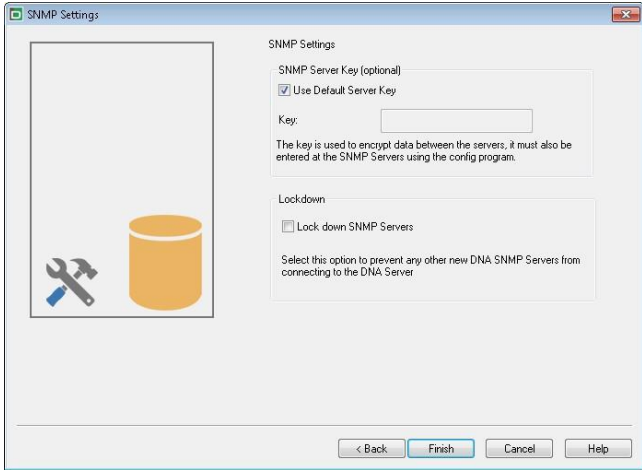 SNMP Settings
SNMP Settings
SNMP Server Key (optional)
Use Default Server Key
Key:
The key is used to encrypt data between the servers, it must also be
entered at the SNMP Servers using the config program.
Lockdown
Lock down SNMP Servers
Select this option to prevent any other new DNA SNMP Servers from
connecting to the DNA Server
< Back
Finish
Cancel
Help